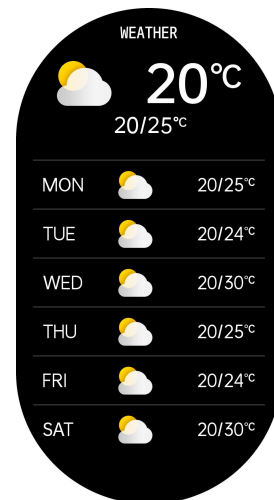 WEATHER
20℃
20/25℃
MON 20/25℃
TUE 20/24℃
WED 20/30℃
THU 20/25℃
FRI 20/24℃
SAT 20/30℃